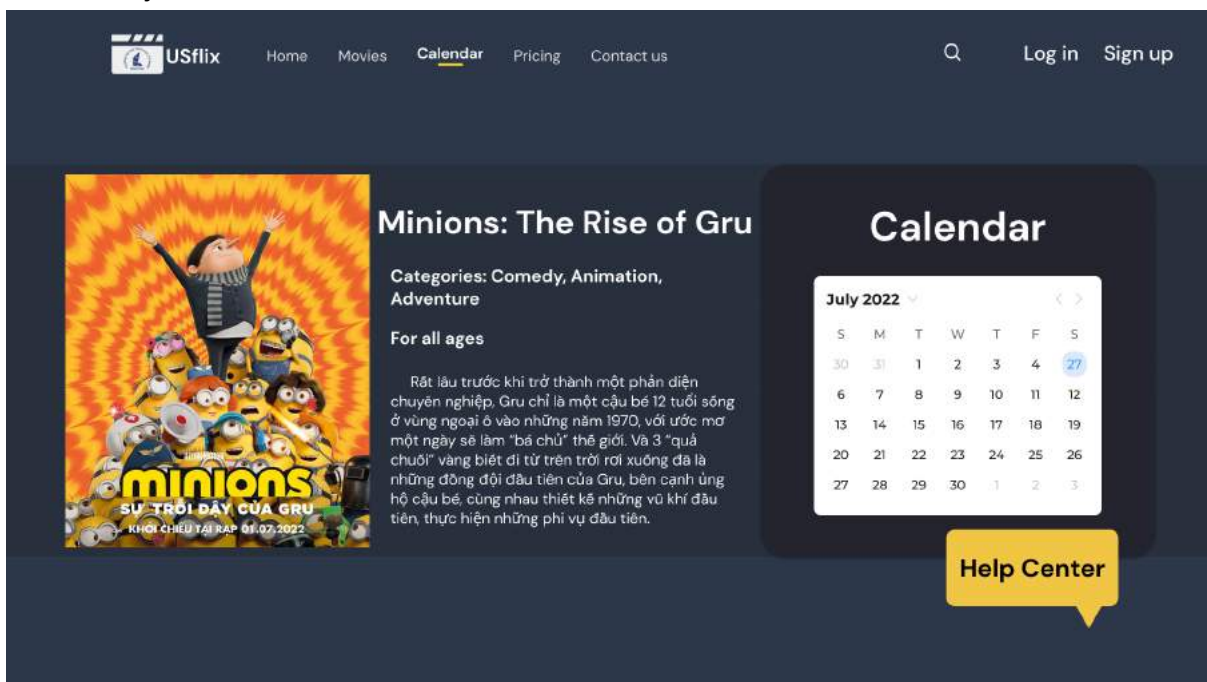 USflix
Home Movies Calendar Pricing Contact us
Log in Sign up
Minions: The Rise of Gru
Categories: Comedy, Animation,
Adventure
For all ages
Rất lâu trước khi trở thành một phản diện
chuyên nghiệp, Gru chỉ là một cậu bé 12 tuổi sống
ở vùng ngoại ô vào những năm 1970, với ước mơ
một ngày sẽ làm "bá chủ" thế giới. Và 3 "quả
chuối" vàng biết đi từ trên trời rơi xuống đã là
những đồng đội đầu tiên của Gru, bên cạnh ủng
hộ cậu bé, cùng nhau thiết kế những vũ khí đầu
tiên, thực hiện những phi vụ đầu tiên.
minions
SỰ TRỖI DẬY CỦA GRU
KHỞI CHIẾU TẠI RẠP 01.07.2022
Calendar
July 2022
S M T W T F S
30 31 1 2 3 4 27
6 7 8 9 10 11 12
13 14 15 16 17 18 19
20 21 22 23 24 25 26
27 28 29 30 1 2 3
Help Center